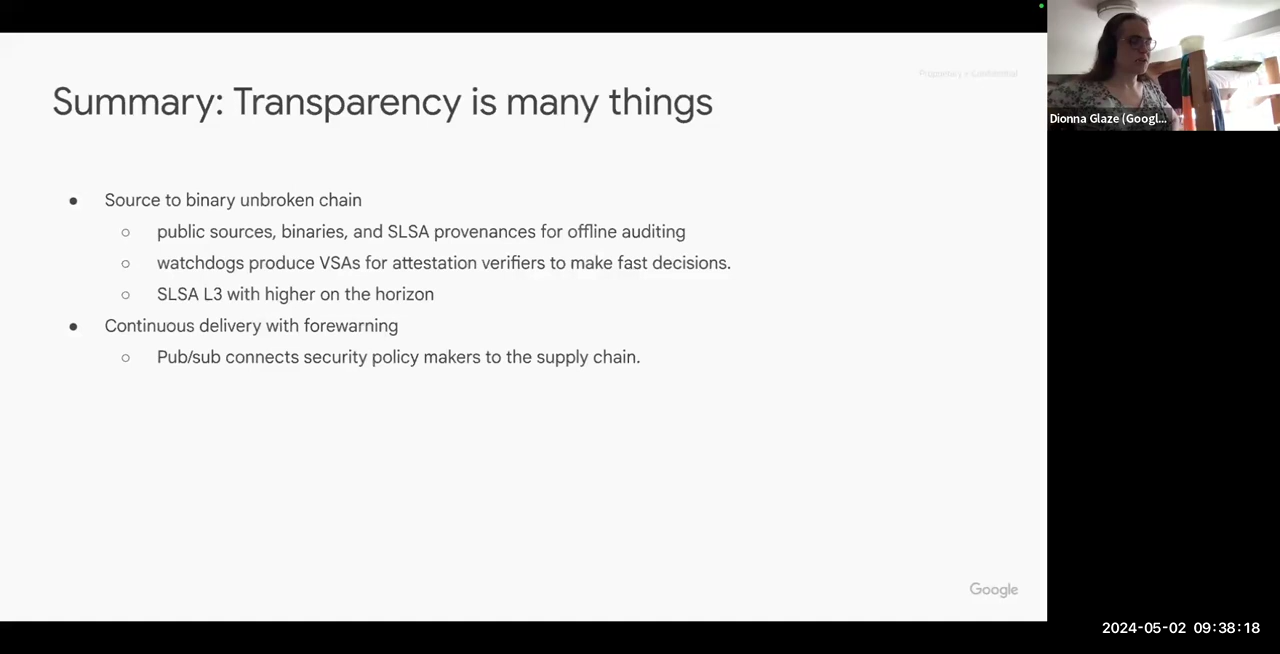 Proprietary + Confidential
Summary: Transparency is many things
● Source to binary unbroken chain
○ public sources, binaries, and SLSA provenances for offline auditing
○ watchdogs produce VSAs for attestation verifiers to make fast decisions.
○ SLSA L3 with higher on the horizon
● Continuous delivery with forewarning
○ Pub/sub connects security policy makers to the supply chain.
Google
Dionna Glaze (Googl...
2024-05-02 09:38:18